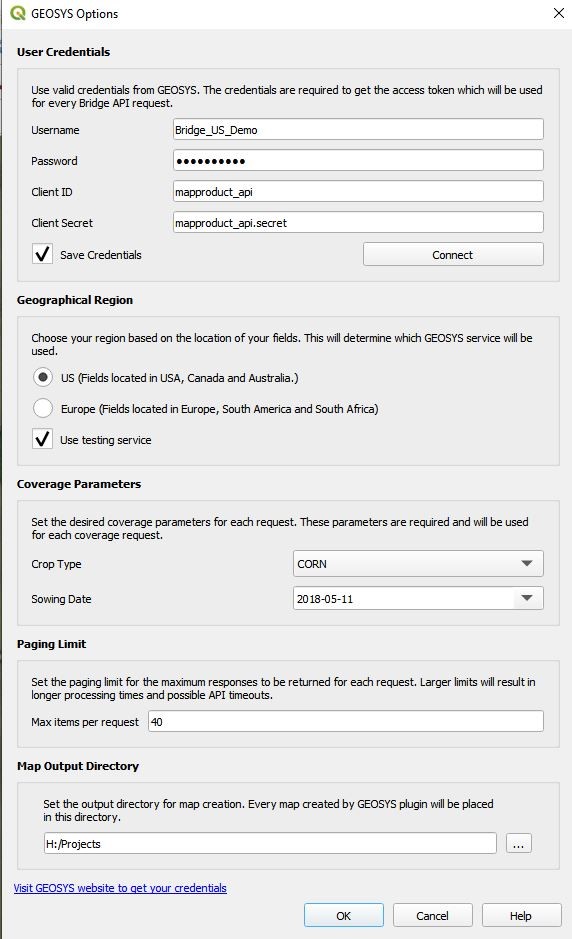 GEOSYS Options
User Credentials
Use valid credentials from GEOSYS. The credentials are required to get the access token which will be used
for every Bridge API request.
Username
Bridge_US_Demo
Password
●●●●●●●●●●
Client ID
mapproduct_api
Client Secret
mapproduct_api.secret
Save Credentials
Connect
Geographical Region
Choose your region based on the location of your fields. This will determine which GEOSYS service will be
used.
US (Fields located in USA, Canada and Australia.)
Europe (Fields located in Europe, South America and South Africa)
Use testing service
Coverage Parameters
Set the desired coverage parameters for each request. These parameters are required and will be used
for each coverage request.
Crop Type
CORN
Sowing Date
2018-05-11
Paging Limit
Set the paging limit for the maximum responses to be returned for each request. Larger limits will result in
longer processing times and possible API timeouts.
Max items per request
40
Map Output Directory
Set the output directory for map creation. Every map created by GEOSYS plugin will be placed
in this directory.
H:/Projects
...
Visit GEOSYS website to get your credentials
OK
Cancel
Help